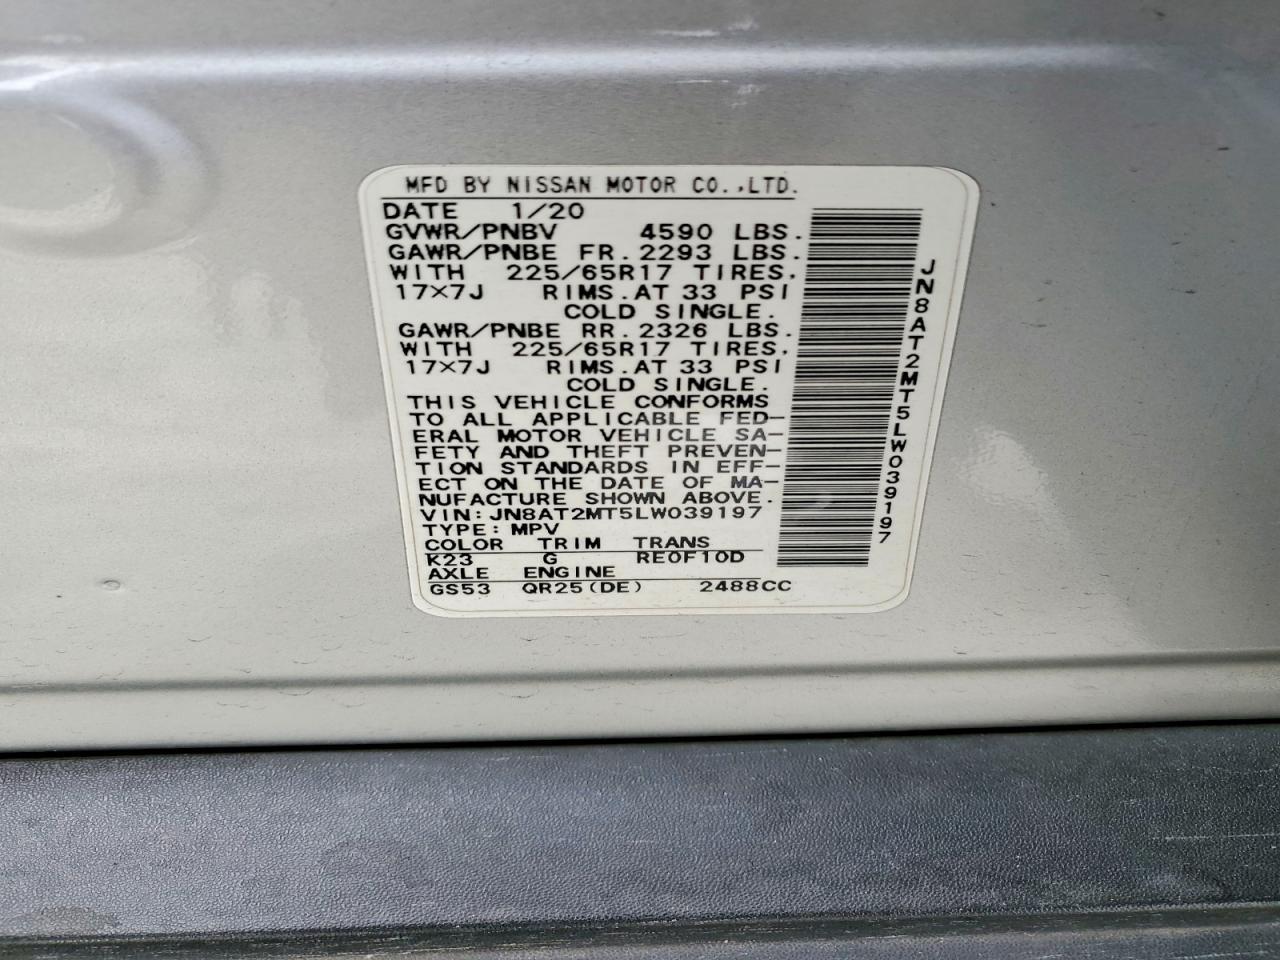 MFD BY NISSAN MOTOR CO.,LTD.
DATE 1/20
GVWR/PNBV 4590 LBS.
GAWR/PNBE FR. 2293 LBS.
WITH 225/65R17 TIRES.
17×7J RIMS. AT 33 PSI
COLD SINGLE.
GAWR/PNBE RR. 2326 LBS.
WITH 225/65R17 TIRES.
17×7J RIMS. AT 33 PSI
COLD SINGLE.
THIS VEHICLE CONFORMS
TO ALL APPLICABLE FED-
ERAL MOTOR VEHICLE SA-
FETY AND THEFT PREVEN-
TION STANDARDS IN EFF-
ECT ON THE DATE OF MA-
NUFACTURE SHOWN ABOVE.
VIN: JN8AT2MT5LW039197
TYPE: MPV
COLOR TRIM TRANS
K23 G RE0F10D
AXLE ENGINE
GS53 QR25(DE) 2488CC
JN8AT2MT5LW039197